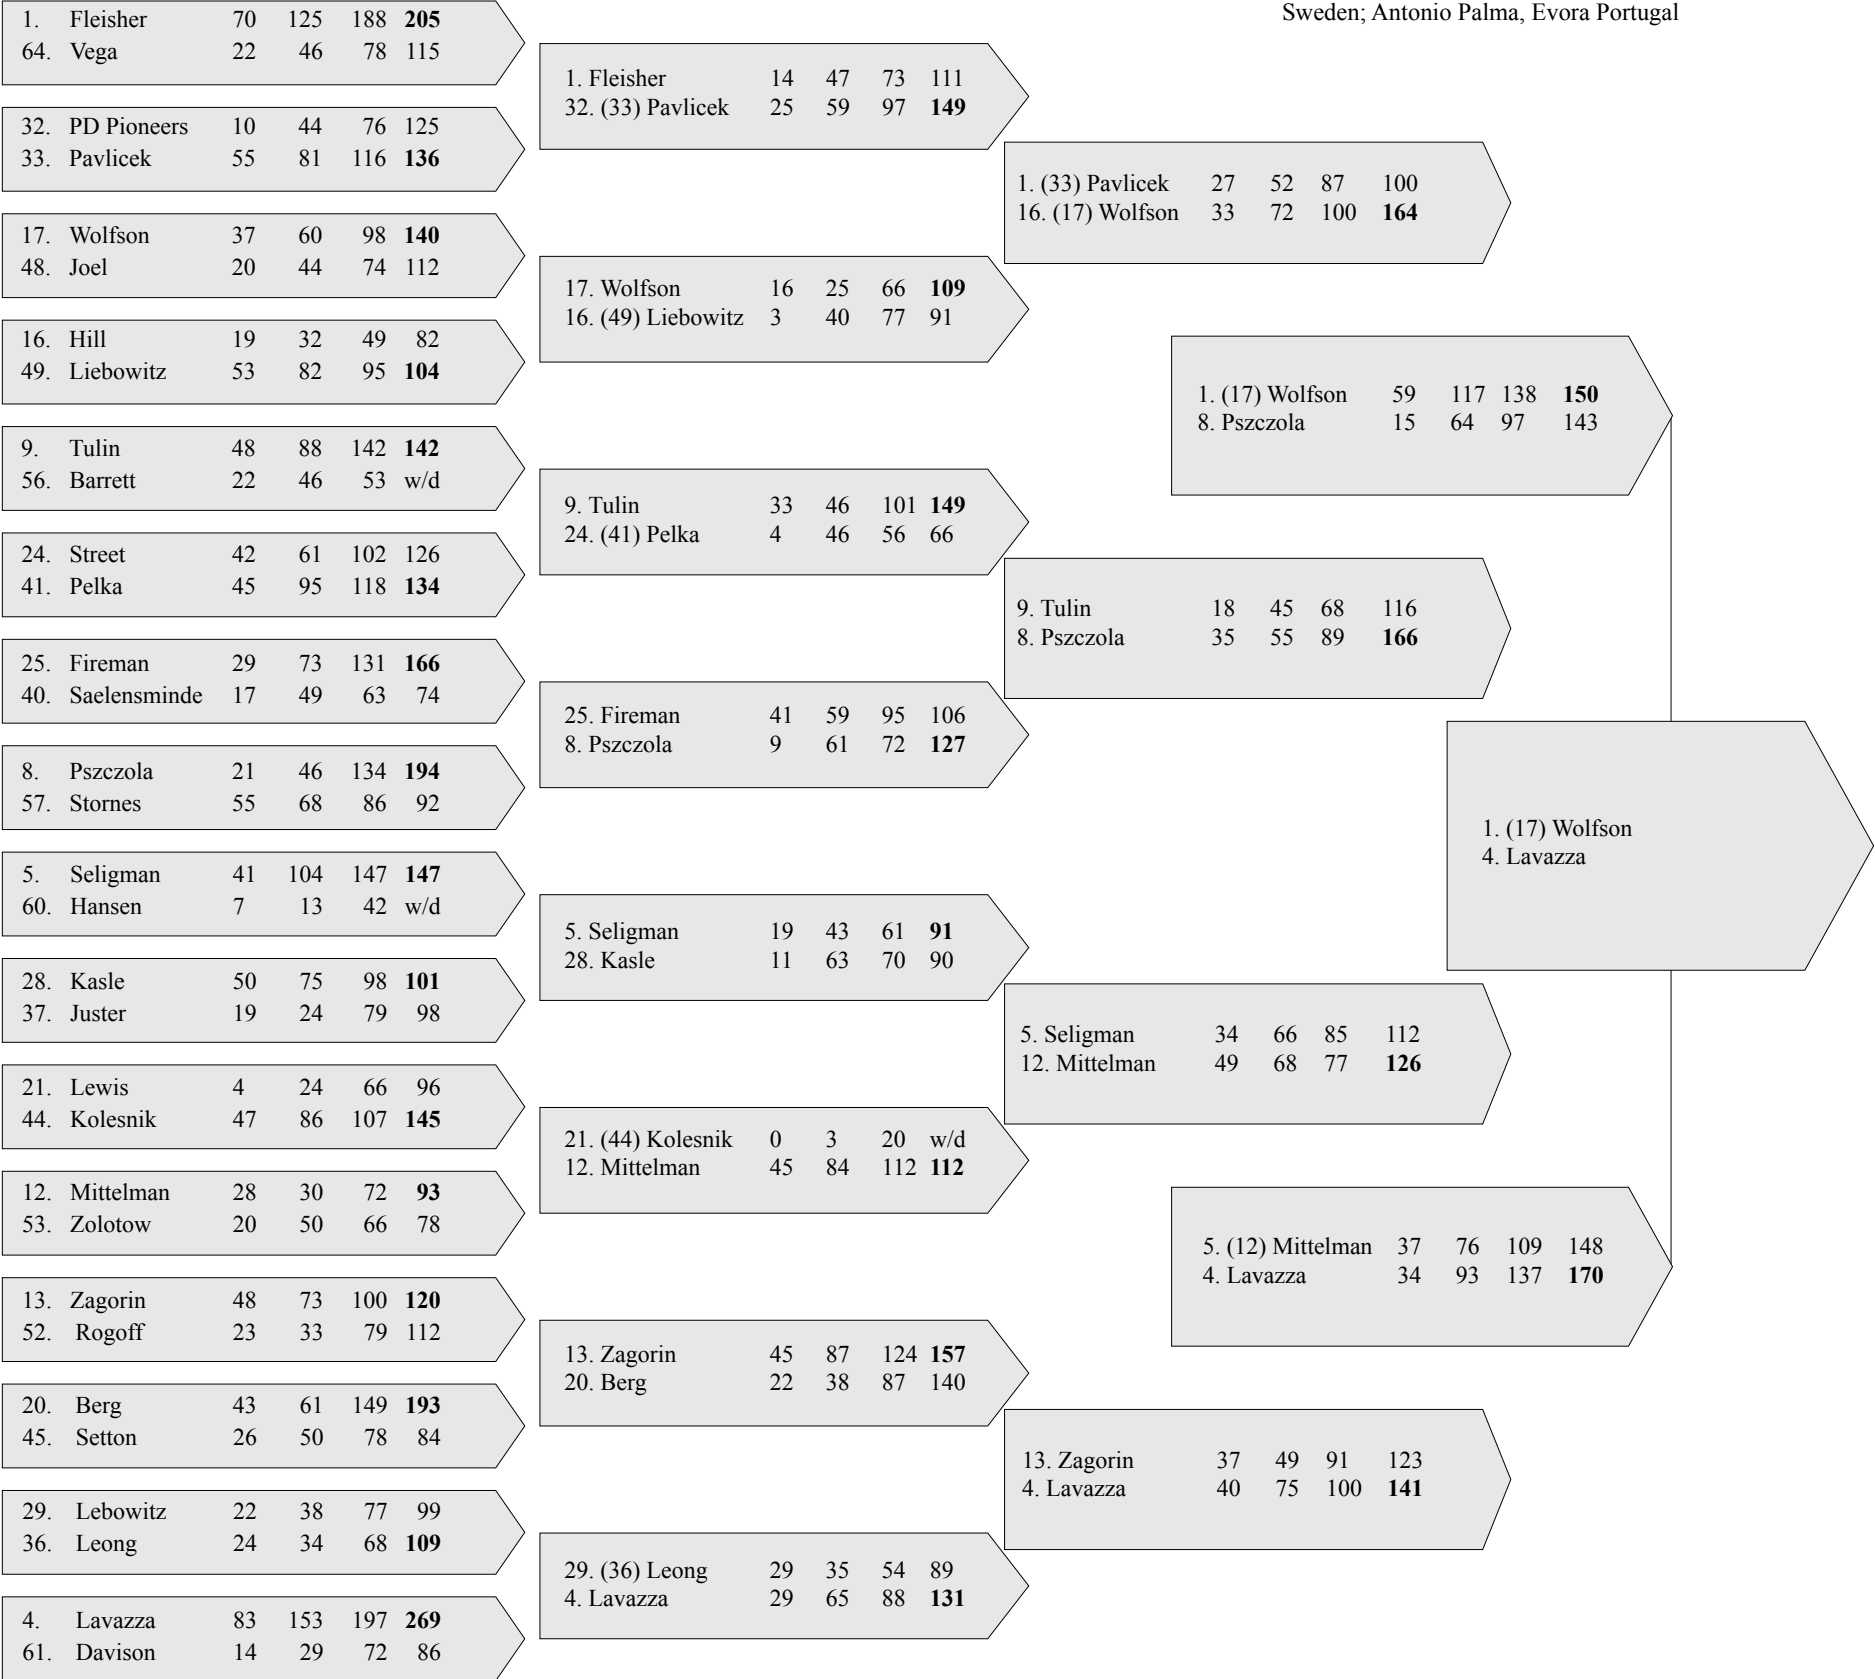 Sweden; Antonio Palma, Evora Portugal
1. Fleisher 70 125 188 205
64. Vega 22 46 78 115
32. PD Pioneers 10 44 76 125
33. Pavlicek 55 81 116 136
17. Wolfson 37 60 98 140
48. Joel 20 44 74 112
16. Hill 19 32 49 82
49. Liebowitz 53 82 95 104
9. Tulin 48 88 142 142
56. Barrett 22 46 53 w/d
24. Street 42 61 102 126
41. Pelka 45 95 118 134
25. Fireman 29 73 131 166
40. Saelensminde 17 49 63 74
8. Pszczola 21 46 134 194
57. Stornes 55 68 86 92
5. Seligman 41 104 147 147
60. Hansen 7 13 42 w/d
28. Kasle 50 75 98 101
37. Juster 19 24 79 98
21. Lewis 4 24 66 96
44. Kolesnik 47 86 107 145
12. Mittelman 28 30 72 93
53. Zolotow 20 50 66 78
13. Zagorin 48 73 100 120
52. Rogoff 23 33 79 112
20. Berg 43 61 149 193
45. Setton 26 50 78 84
29. Lebowitz 22 38 77 99
36. Leong 24 34 68 109
4. Lavazza 83 153 197 269
61. Davison 14 29 72 86
1. Fleisher 14 47 73 111
32. (33) Pavlicek 25 59 97 149
17. Wolfson 16 25 66 109
16. (49) Liebowitz 3 40 77 91
9. Tulin 33 46 101 149
24. (41) Pelka 4 46 56 66
25. Fireman 41 59 95 106
8. Pszczola 9 61 72 127
5. Seligman 19 43 61 91
28. Kasle 11 63 70 90
21. (44) Kolesnik 0 3 20 w/d
12. Mittelman 45 84 112 112
13. Zagorin 45 87 124 157
20. Berg 22 38 87 140
29. (36) Leong 29 35 54 89
4. Lavazza 29 65 88 131
1. (33) Pavlicek 27 52 87 100
16. (17) Wolfson 33 72 100 164
9. Tulin 18 45 68 116
8. Pszczola 35 55 89 166
5. Seligman 34 66 85 112
12. Mittelman 49 68 77 126
13. Zagorin 37 49 91 123
4. Lavazza 40 75 100 141
1. (17) Wolfson 59 117 138 150
8. Pszczola 15 64 97 143
5. (12) Mittelman 37 76 109 148
4. Lavazza 34 93 137 170
1. (17) Wolfson
4. Lavazza